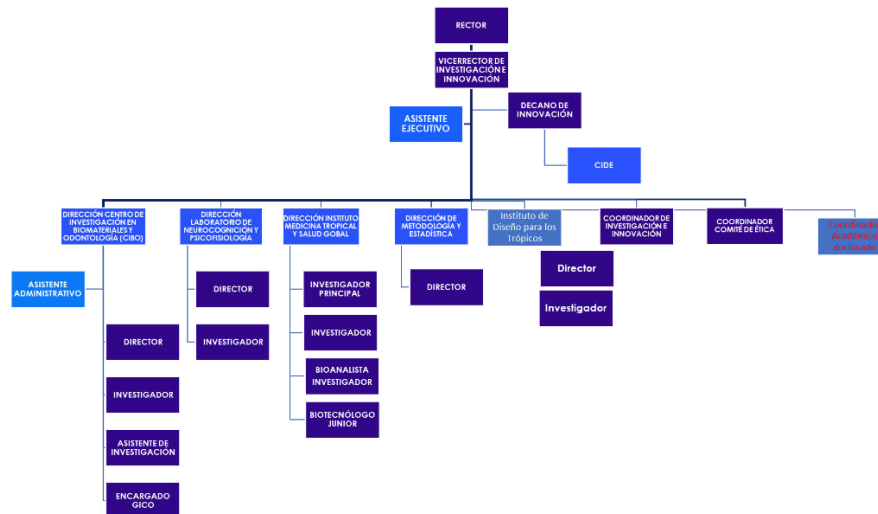 RECTOR
VICERRECTOR DE
INVESTIGACIÓN E
INNOVACIÓN
ASISTENTE
EJECUTIVO
DECANO DE
INNOVACIÓN
CIDE
DIRECCIÓN CENTRO DE
INVESTIGACIÓN EN
BIOMATERIALES Y
ODONTOLOGÍA (CIBO)
DIRECCIÓN
LABORATORIO DE
NEUROCOGNICIÓN Y
PSICOFISIOLOGÍA
DIRECCIÓN INSTITUTO
MEDICINA TROPICAL
Y SALUD GOBAL
DIRECCIÓN DE
METODOLOGÍA Y
ESTADÍSTICA
Instituto de
Diseño para los
Trópicos
COORDINADOR DE
INVESTIGACIÓN E
INNOVACIÓN
COORDINADOR
COMITÉ DE ÉTICA
Coordinador
Académico
doctorado
ASISTENTE
ADMINISTRATIVO
DIRECTOR
INVESTIGADOR
ASISTENTE DE
INVESTIGACIÓN
ENCARGADO
GICO
DIRECTOR
INVESTIGADOR
INVESTIGADOR
PRINCIPAL
INVESTIGADOR
BIOANALISTA
INVESTIGADOR
BIOTECNÓLOGO
JUNIOR
DIRECTOR
Director
Investigador